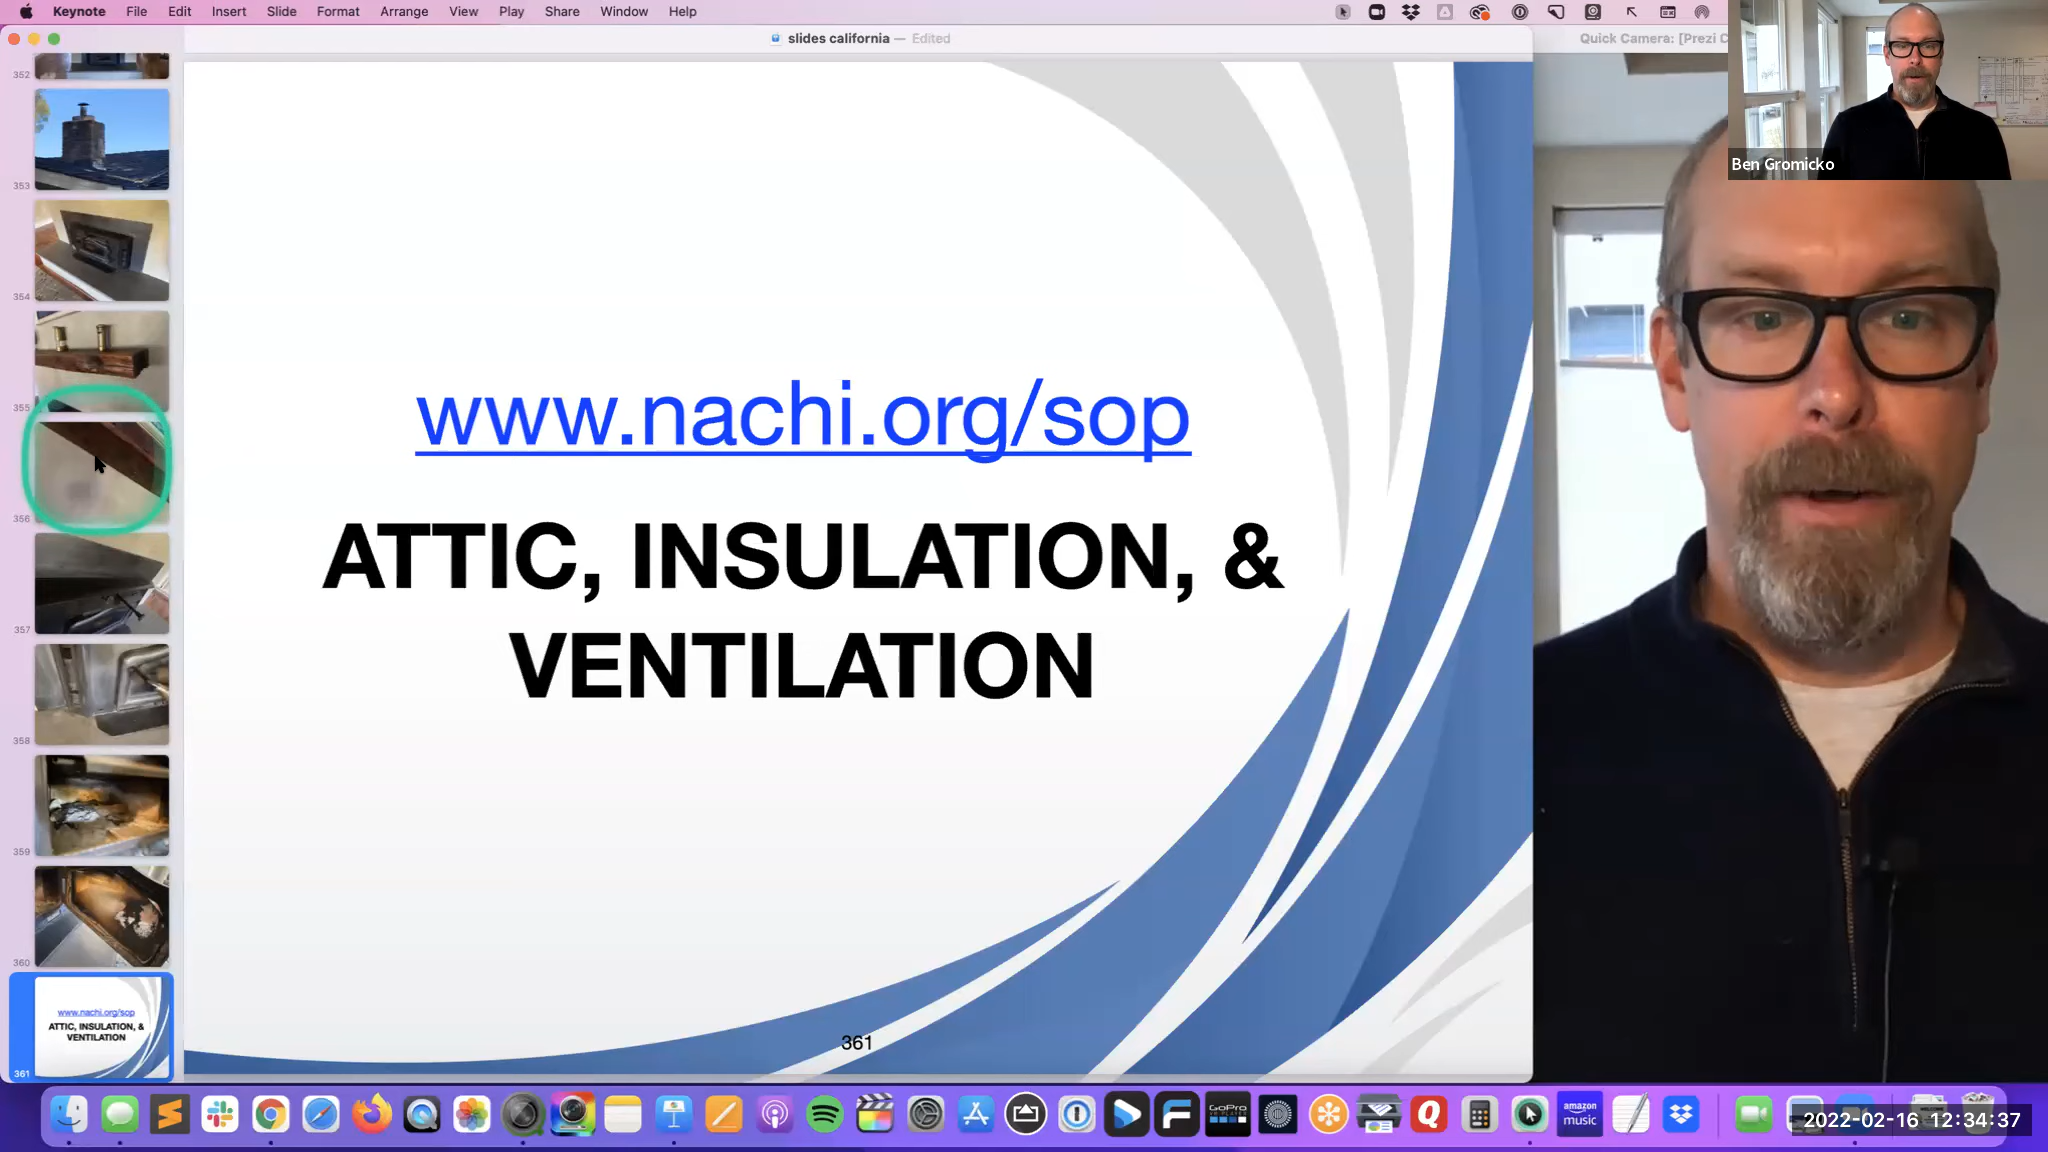 Keynote File Edit Insert Slide Format Arrange View Play Share Window Help
slides california — Edited
Quick Camera: [Prezi C
Ben Gromicko
352
353
354
355
356
357
358
359
360
www.nachi.org/sop
ATTIC, INSULATION, &
VENTILATION
361
www.nachi.org/sop
ATTIC, INSULATION, &
VENTILATION
361
GoPro
amazon
music
2022-02-16 12:34:37